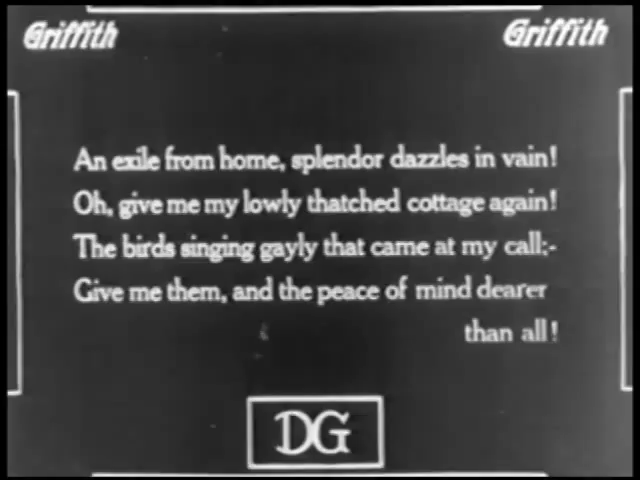 Griffith Griffith
An exile from home, splendor dazzles in vain!
Oh, give me my lowly thatched cottage again!
The birds singing gayly that came at my call:-
Give me them, and the peace of mind dearer
than all!
DG